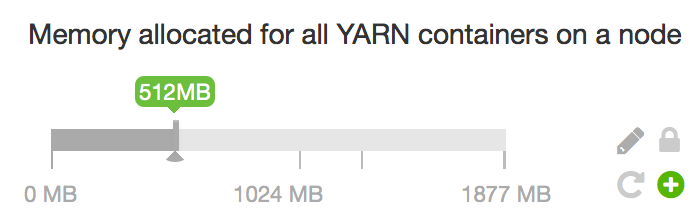 Memory allocated for all YARN containers on a node
512MB
0 MB 1024 MB 1877 MB